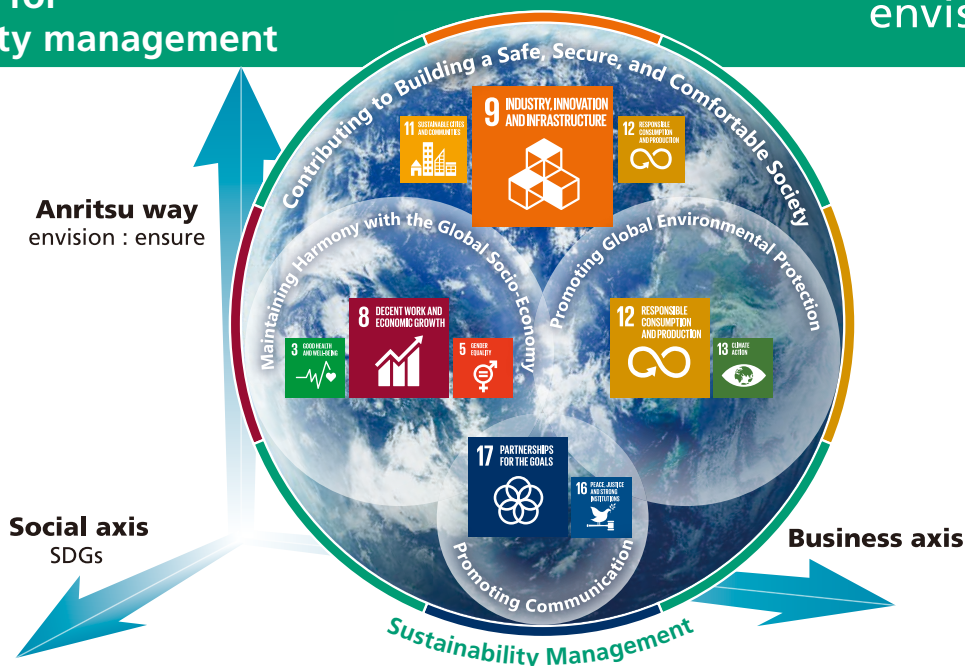 for
ty management
envis
Contributing to Building a Safe, Secure, and Comfortable Society
9 INDUSTRY, INNOVATION
AND INFRASTRUCTURE
11 SUSTAINABLE CITIES
AND COMMUNITIES
12 RESPONSIBLE
CONSUMPTION
AND PRODUCTION
Anritsu way
envision : ensure
Maintaining Harmony with the Global Socio-Economy
3 GOOD HEALTH
AND WELL-BEING
8 DECENT WORK AND
ECONOMIC GROWTH
5 GENDER
EQUALITY
Promoting Global Environmental Protection
12 RESPONSIBLE
CONSUMPTION
AND PRODUCTION
13 CLIMATE
ACTION
17 PARTNERSHIPS
FOR THE GOALS
16 PEACE, JUSTICE
AND STRONG
INSTITUTIONS
Promoting Communication
Social axis
SDGs
Business axis
Sustainability Management